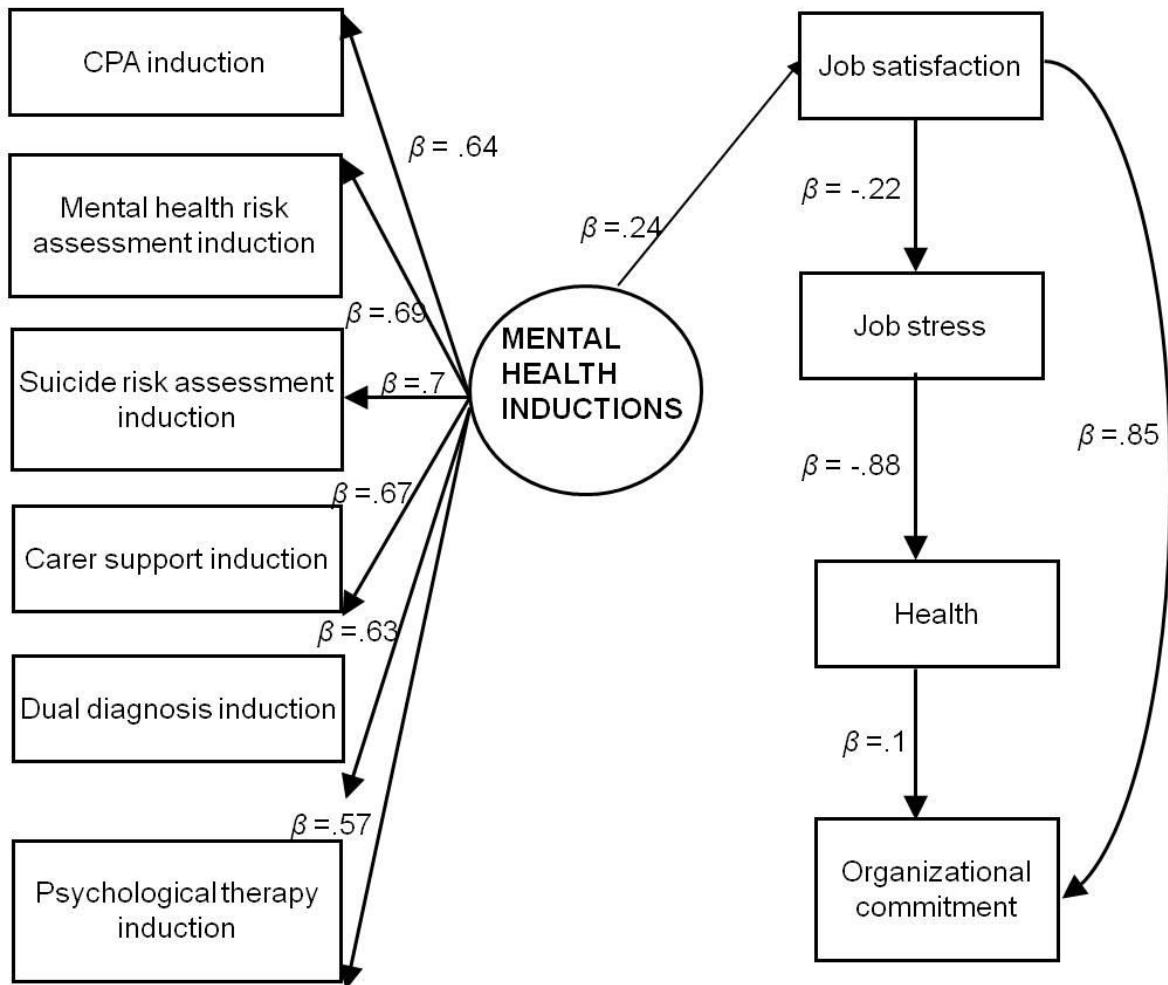 CPA induction
β = .64
Mental health risk
assessment induction
β =.69
Suicide risk assessment
induction
β =.7
Carer support induction
β =.67
Dual diagnosis induction
β =.63
Psychological therapy
induction
β =.57
MENTAL
HEALTH
INDUCTIONS
β =.24
Job satisfaction
β = -.22
Job stress
β = -.88
β =.85
Health
β =.1
Organizational
commitment